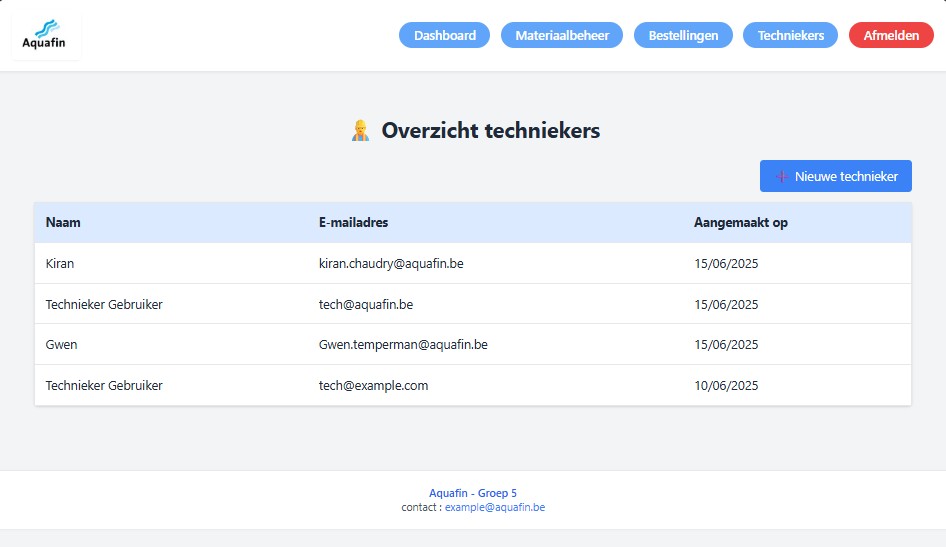 Aquafin
Dashboard Materiaalbeheer Bestellingen Techniekers Afmelden
Overzicht techniekers
Nieuwe technieker
Naam E-mailadres Aangemaakt op
Kiran kiran.chaudry@aquafin.be 15/06/2025
Technieker Gebruiker tech@aquafin.be 15/06/2025
Gwen Gwen.temperman@aquafin.be 15/06/2025
Technieker Gebruiker tech@example.com 10/06/2025
Aquafin - Groep 5
contact : example@aquafin.be